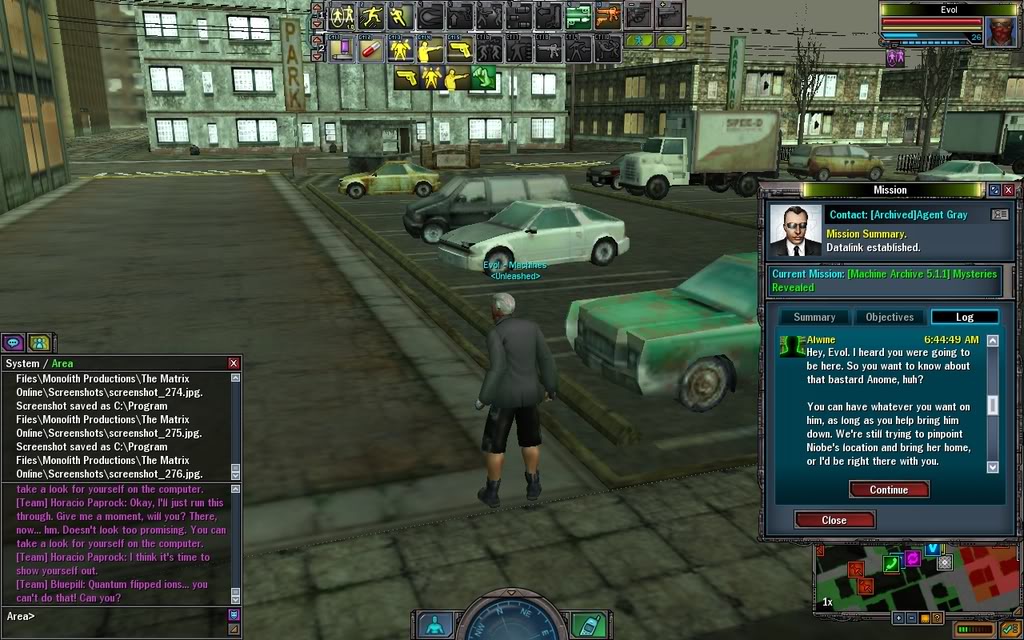 Evol
26
PARK
PARKING
SPEE-D
Mission
Contact: [Archived]Agent Gray
Mission Summary.
Datalink established.
Current Mission: [Machine Archive 5.1.1] Mysteries
Revealed
Summary
Objectives
Log
Alwne
6:44:49 AM
Hey, Evol. I heard you were going to
be here. So you want to know about
that bastard Anome, huh?
You can have whatever you want on
him, as long as you help bring him
down. We're still trying to pinpoint
Niobe's location and bring her home,
or I'd be right there with you.
Continue
Close
Evol - Machines
<Unleashed>
System / Area
Files\Monolith Productions\The Matrix
Online\Screenshots\screenshot_274.jpg.
Screenshot saved as C:\Program
Files\Monolith Productions\The Matrix
Online\Screenshots\screenshot_275.jpg.
Screenshot saved as C:\Program
Files\Monolith Productions\The Matrix
Online\Screenshots\screenshot_276.jpg.
take a look for yourself on the computer.
[Team] Horacio Paprock: Okay, I'll just run this
through. Give me a moment, will you? There,
now... hm. Doesn't look too promising. You can
take a look for yourself on the computer.
[Team] Horacio Paprock: I think it's time to
show yourself out.
[Team] Bluepill: Quantum flipped ions... you
can't do that! Can you?
Area>
NW
N
NE
E
1x